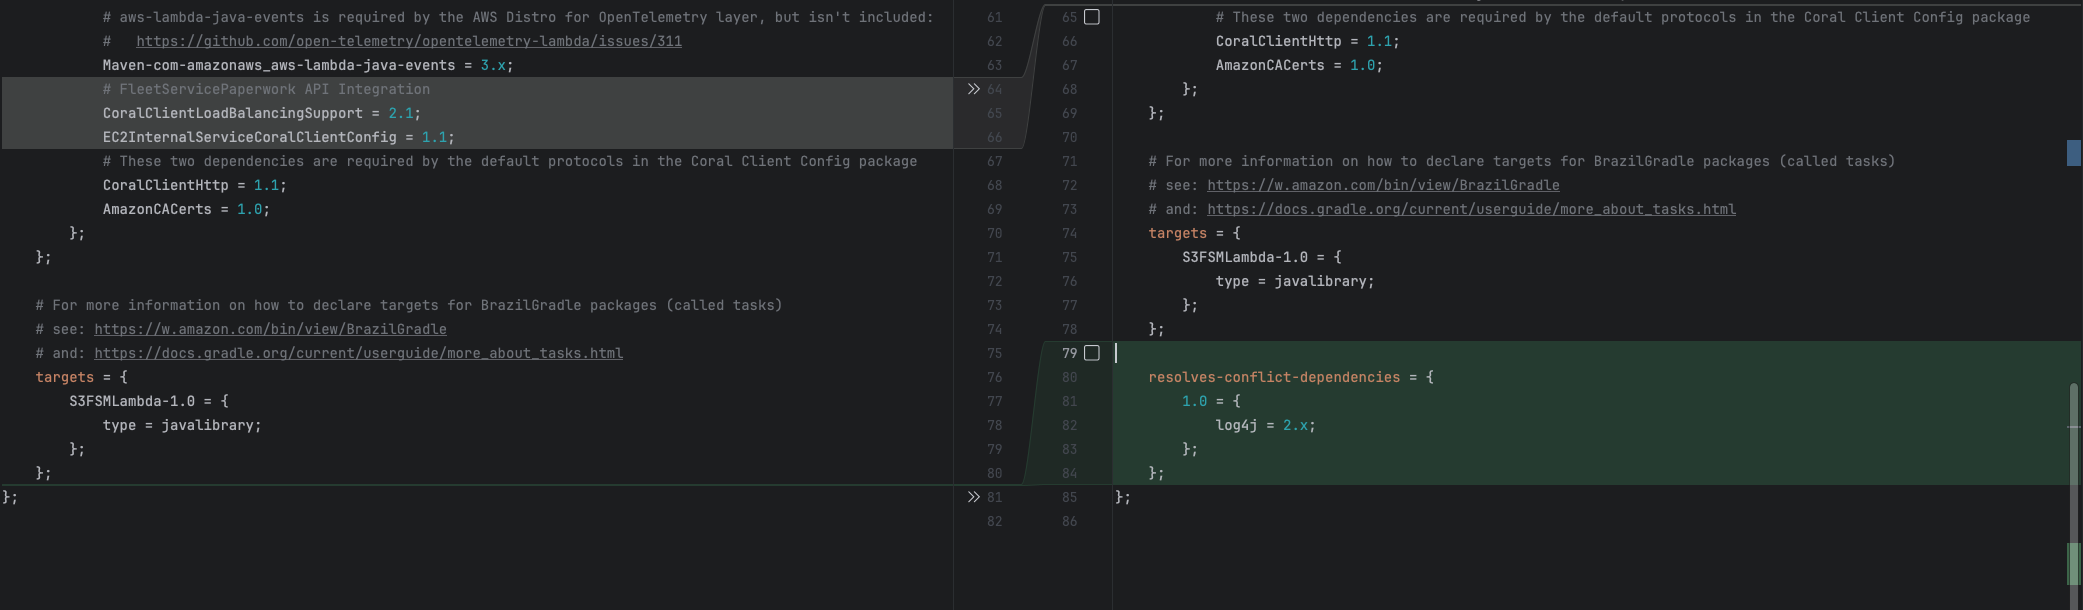 # aws-lambda-java-events is required by the AWS Distro for OpenTelemetry layer, but isn't included:
#   https://github.com/open-telemetry/opentelemetry-lambda/issues/311
Maven-com-amazonaws_aws-lambda-java-events = 3.x;
# FleetServicePaperwork API Integration
CoralClientLoadBalancingSupport = 2.1;
EC2InternalServiceCoralClientConfig = 1.1;
# These two dependencies are required by the default protocols in the Coral Client Config package
CoralClientHttp = 1.1;
AmazonCACerts = 1.0;
};
};
# For more information on how to declare targets for BrazilGradle packages (called tasks)
# see: https://w.amazon.com/bin/view/BrazilGradle
# and: https://docs.gradle.org/current/userguide/more_about_tasks.html
targets = {
S3FSMLambda-1.0 = {
type = javalibrary;
};
};
};
61
62
63
64
65
66
67
68
69
70
71
72
73
74
75
76
77
78
79
80
81
82
65
66
67
68
69
70
71
72
73
74
75
76
77
78
79
80
81
82
83
84
85
86
# These two dependencies are required by the default protocols in the Coral Client Config package
CoralClientHttp = 1.1;
AmazonCACerts = 1.0;
};
};
# For more information on how to declare targets for BrazilGradle packages (called tasks)
# see: https://w.amazon.com/bin/view/BrazilGradle
# and: https://docs.gradle.org/current/userguide/more_about_tasks.html
targets = {
S3FSMLambda-1.0 = {
type = javalibrary;
};
};
resolves-conflict-dependencies = {
1.0 = {
log4j = 2.x;
};
};
};